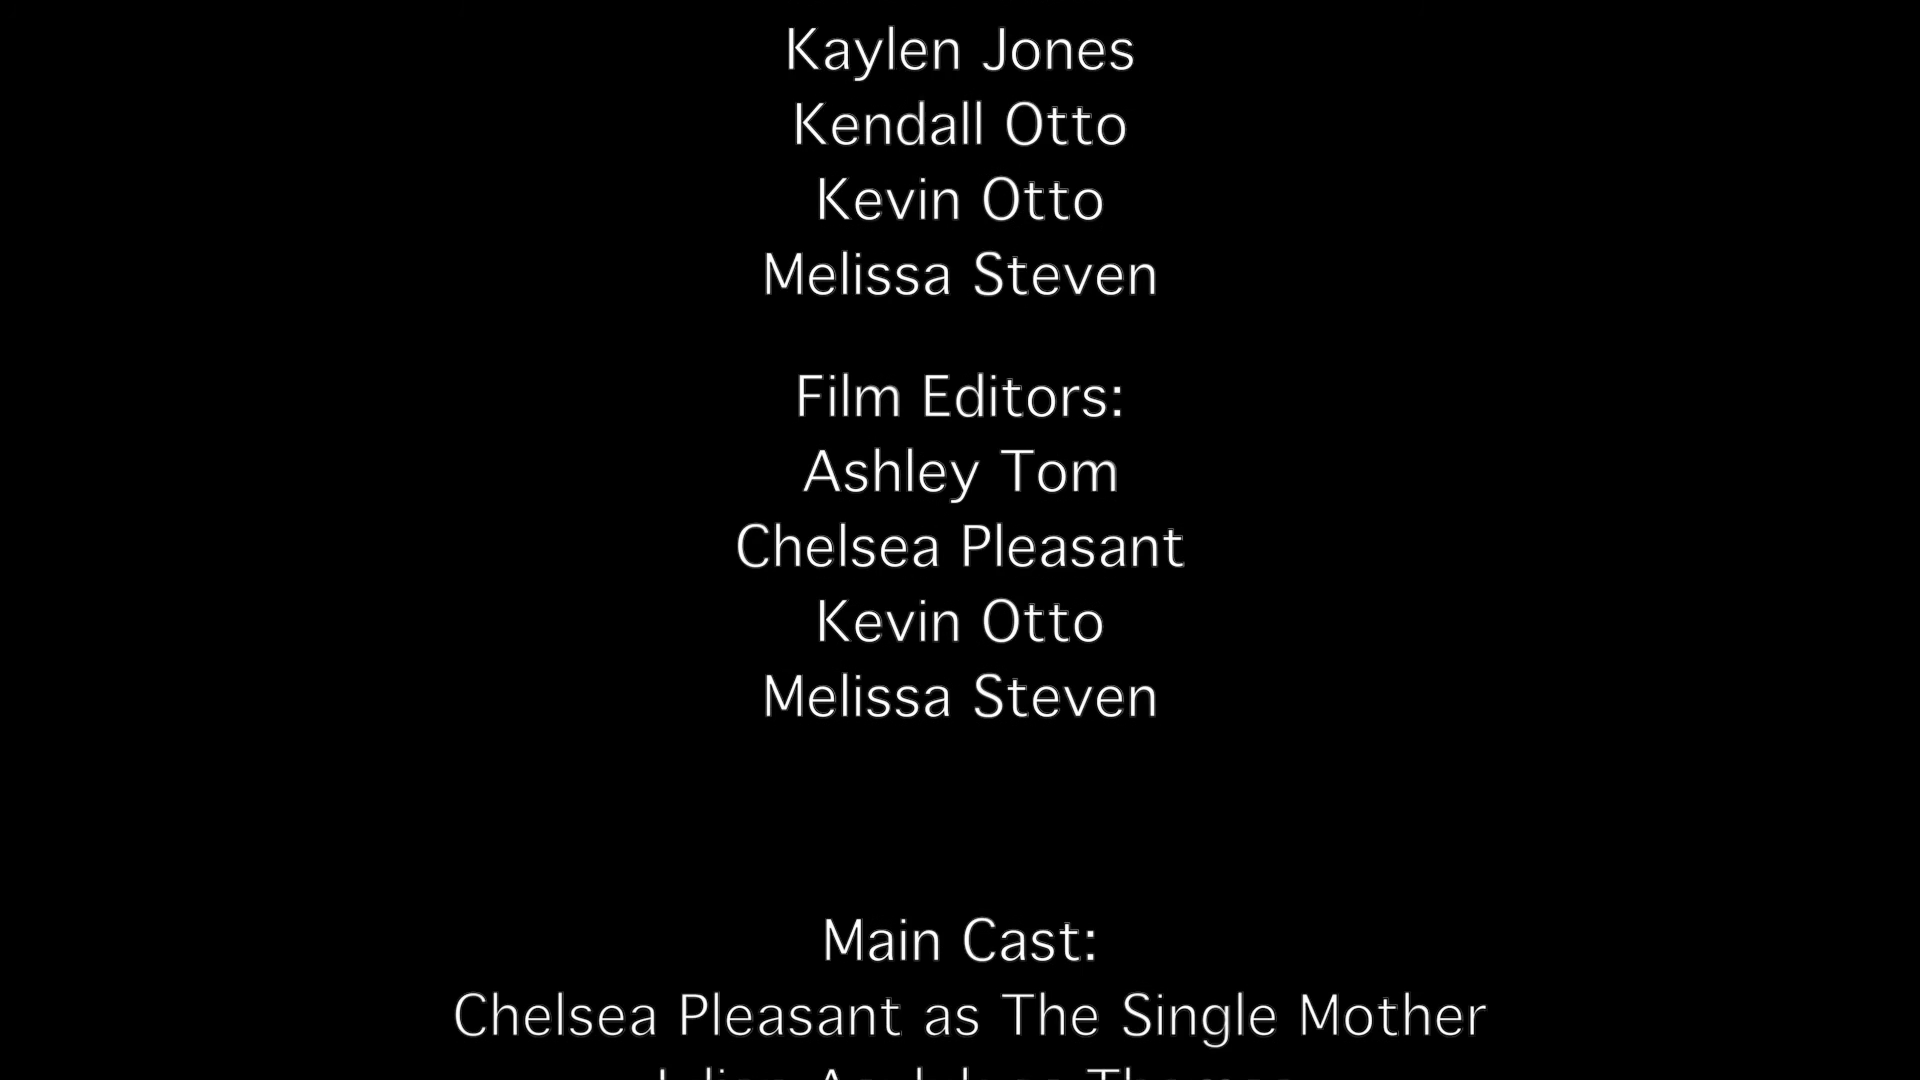 Kaylen Jones
Kendall Otto
Kevin Otto
Melissa Steven
Film Editors:
Ashley Tom
Chelsea Pleasant
Kevin Otto
Melissa Steven
Main Cast:
Chelsea Pleasant as The Single Mother